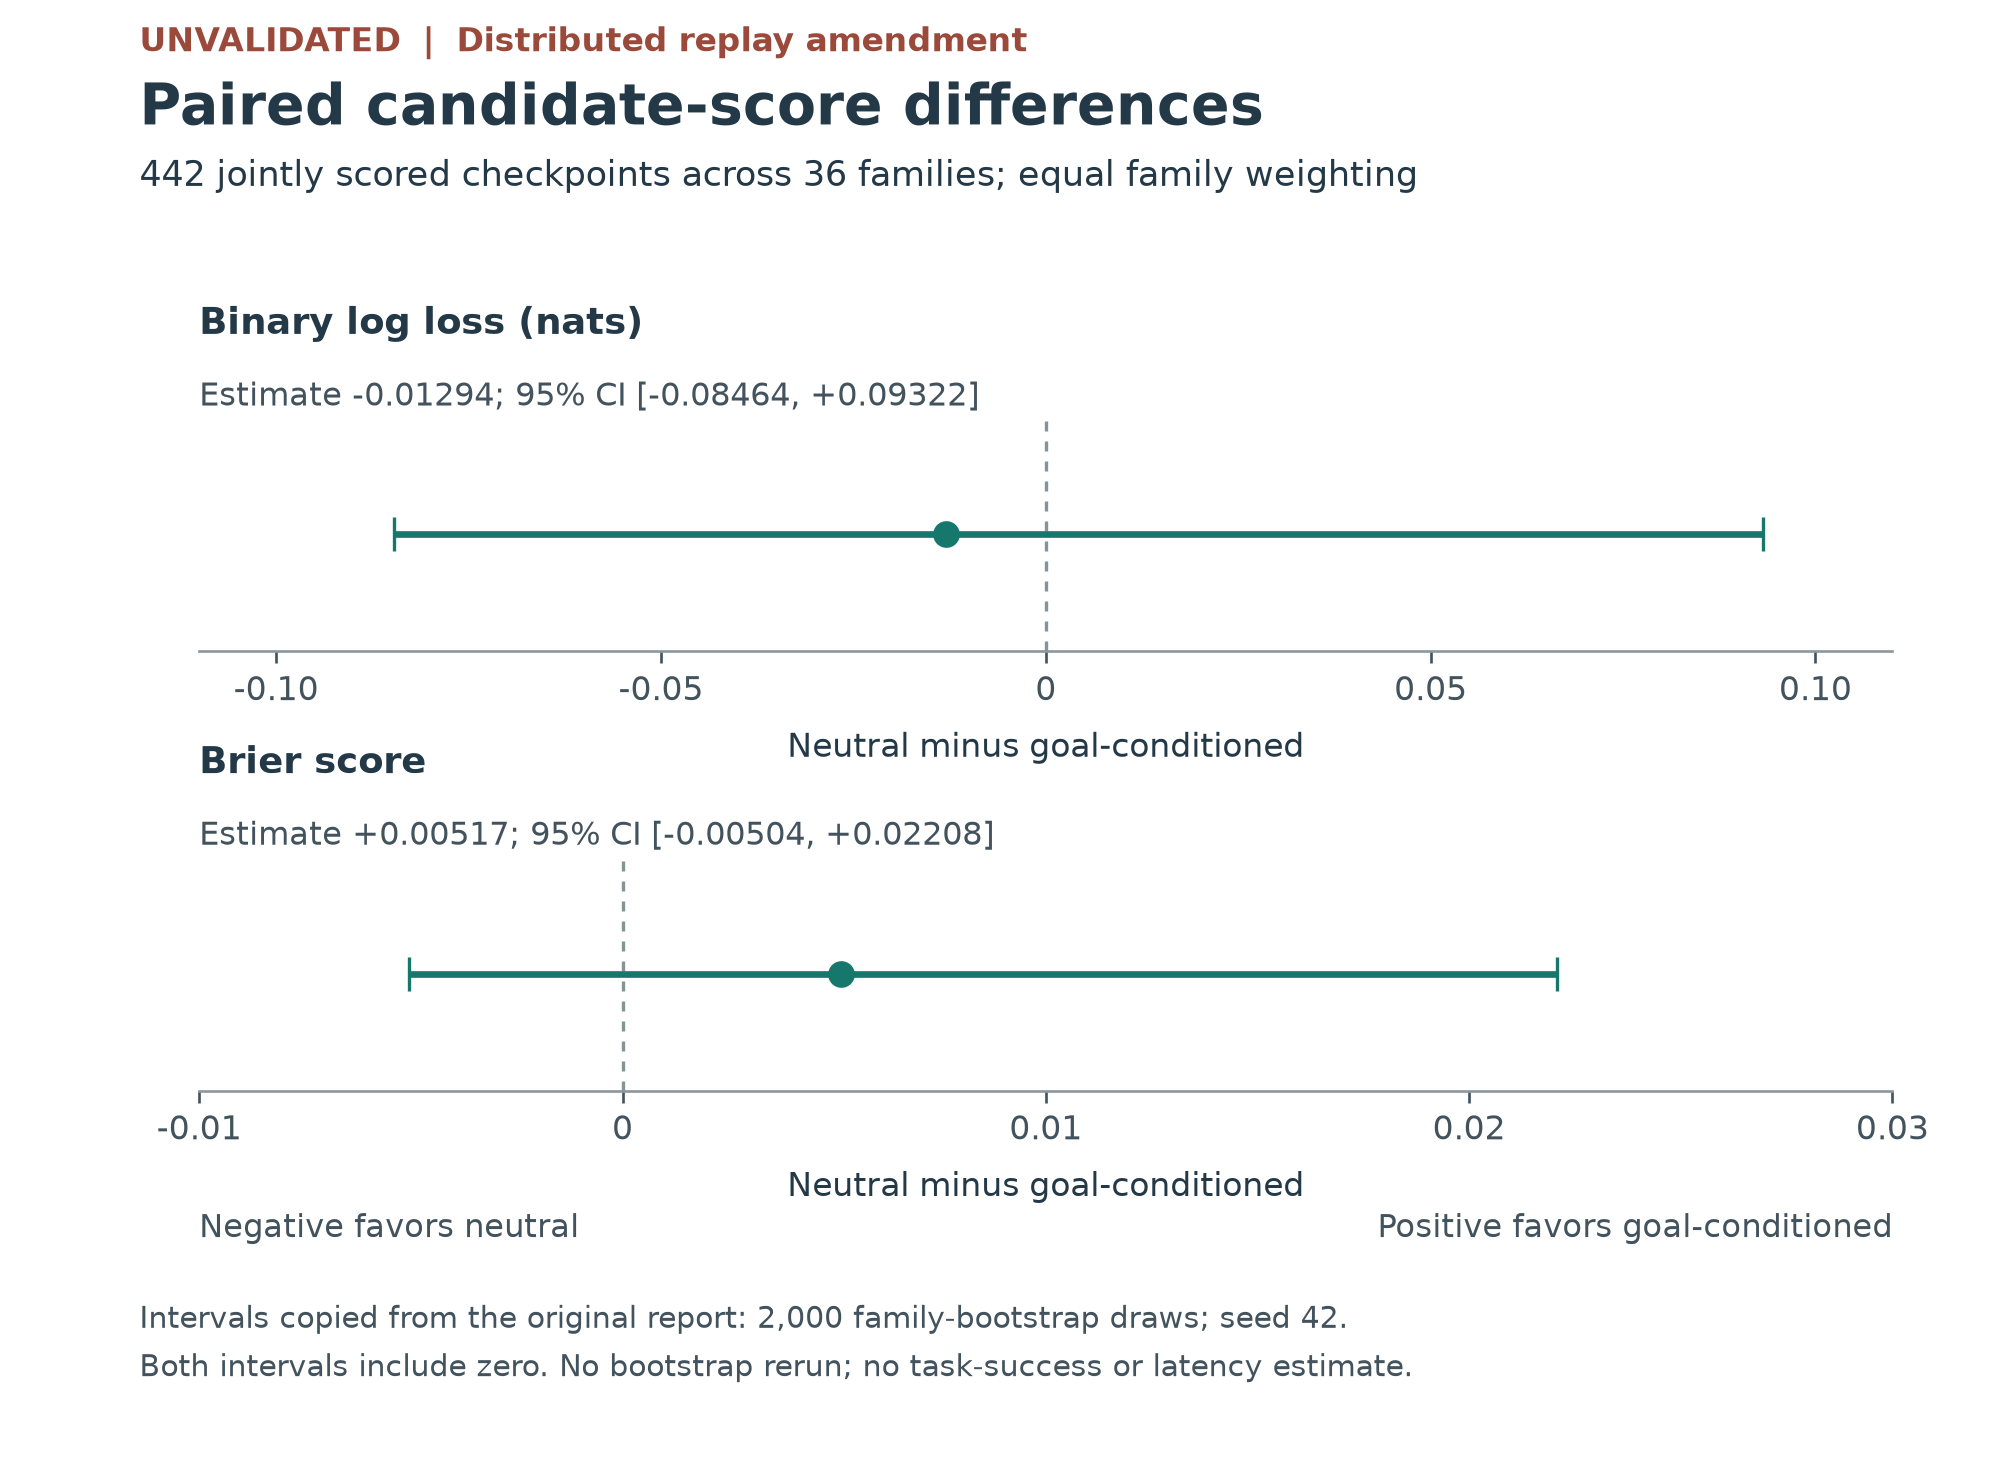 UNVALIDATED | Distributed replay amendment
Paired candidate-score differences
442 jointly scored checkpoints across 36 families; equal family weighting
Binary log loss (nats)
Estimate -0.01294; 95% CI [-0.08464, +0.09322]
-0.10 -0.05 0 0.05 0.10
Neutral minus goal-conditioned
Brier score
Estimate +0.00517; 95% CI [-0.00504, +0.02208]
-0.01 0 0.01 0.02 0.03
Neutral minus goal-conditioned
Negative favors neutral Positive favors goal-conditioned
Intervals copied from the original report: 2,000 family-bootstrap draws; seed 42.
Both intervals include zero. No bootstrap rerun; no task-success or latency estimate.